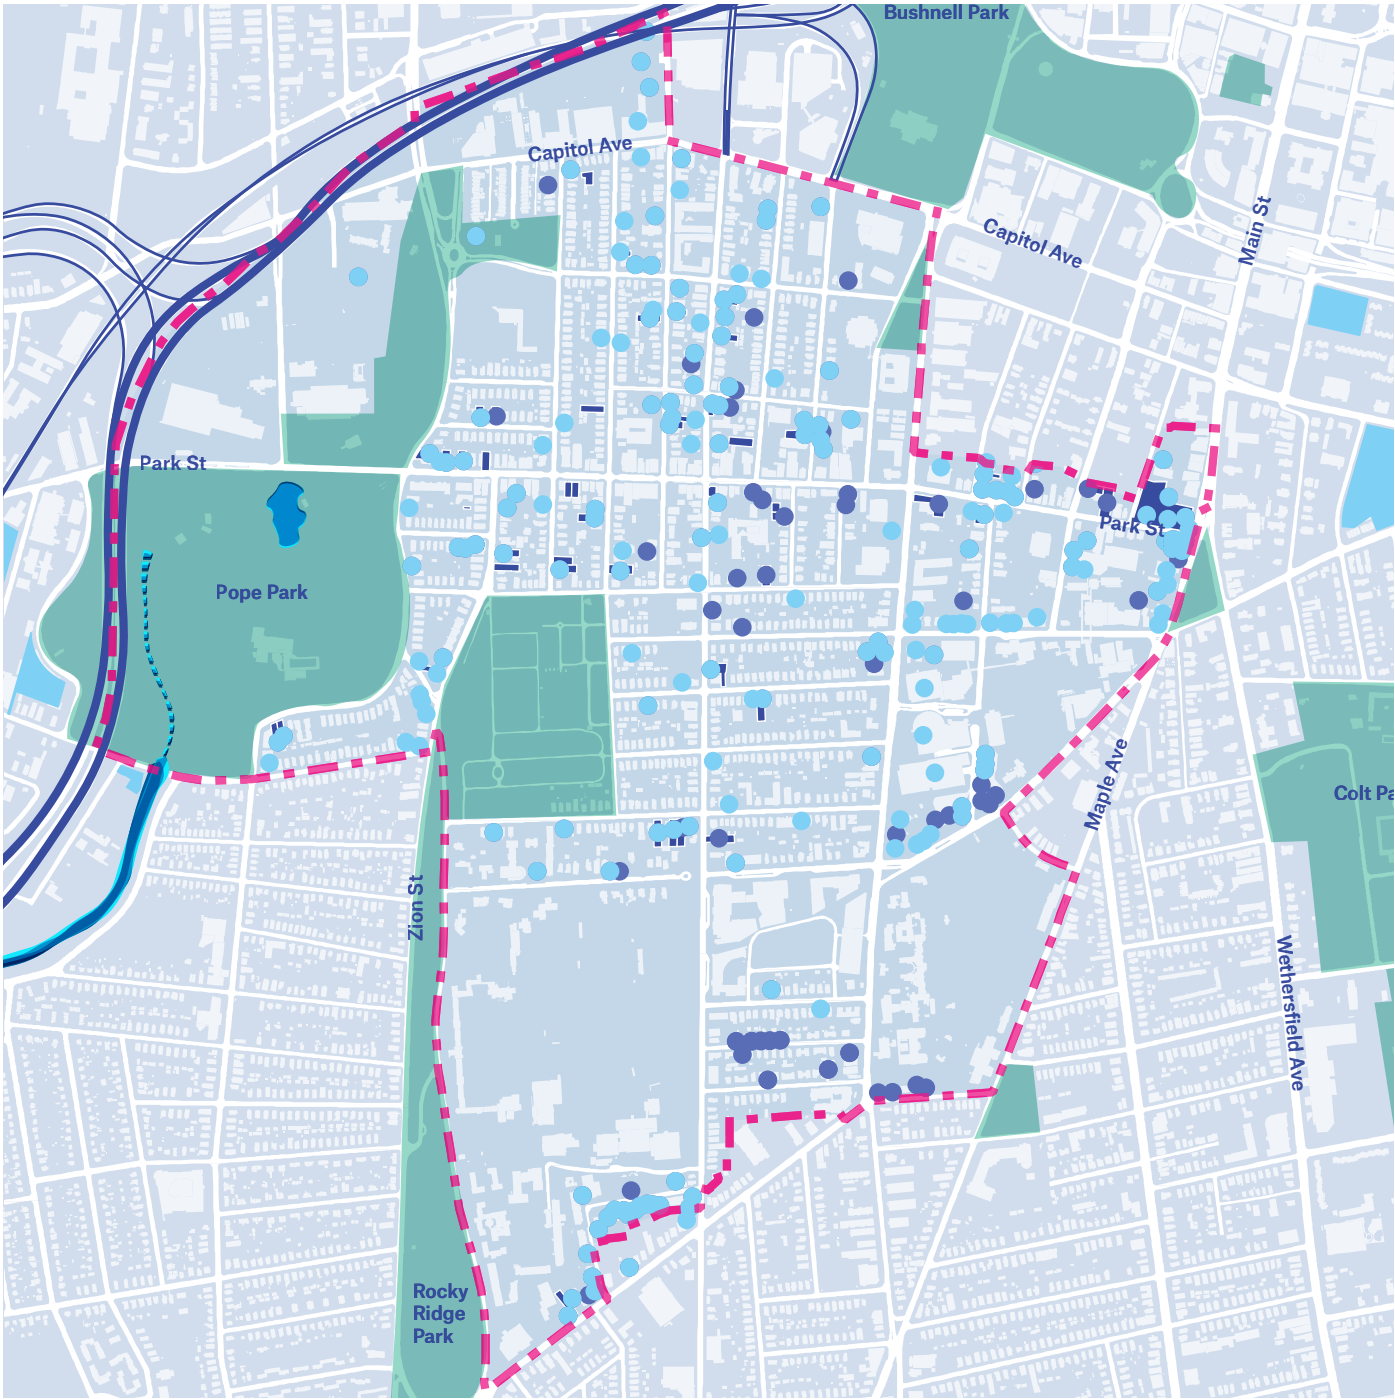 Bushnell Park
Capitol Ave
Capitol Ave
Main St
Park St
Park St
Pope Park
Maple Ave
Colt Pa
Zion St
Wethersfield Ave
Rocky
Ridge
Park